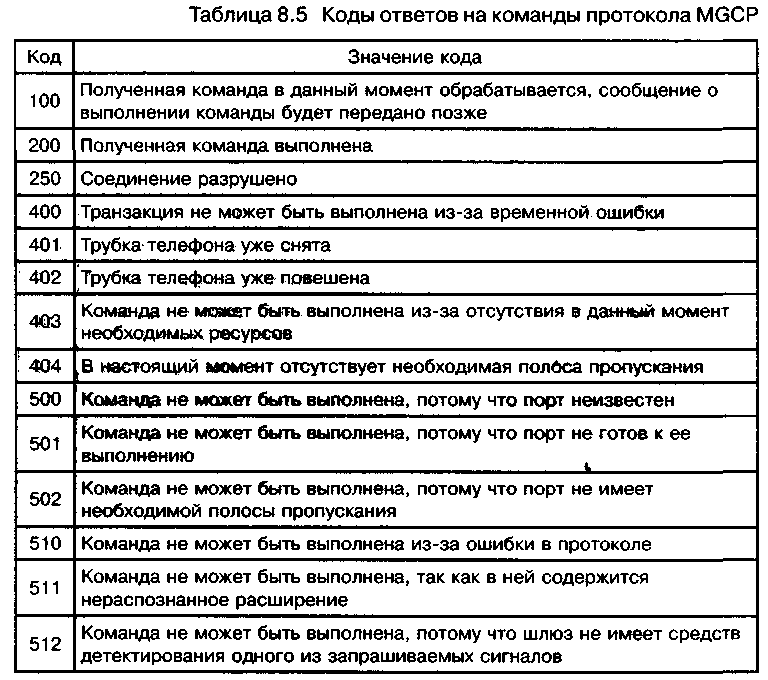 Таблица 8.5 Коды ответов на команды протокола MGCP
Код Значение кода
100 Полученная команда в данный момент обрабатывается, сообщение о
выполнении команды будет передано позже
200 Полученная команда выполнена
250 Соединение разрушено
400 Транзакция не может быть выполнена из-за временной ошибки
401 Трубка телефона уже снята
402 Трубка телефона уже повешена
403 Команда не может быть выполнена из-за отсутствия в данный момент
необходимых ресурсов
404 В настоящий момент отсутствует необходимая полоса пропускания
500 Команда не может быть выполнена, потому что порт неизвестен
501 Команда не может быть выполнена, потому что порт не готов к ее
выполнению
502 Команда не может быть выполнена, потому что порт не имеет
необходимой полосы пропускания
510 Команда не может быть выполнена из-за ошибки в протоколе
511 Команда не может быть выполнена, так как в ней содержится
нераспознанное расширение
512 Команда не может быть выполнена, потому что шлюз не имеет средств
детектирования одного из запрашиваемых сигналов